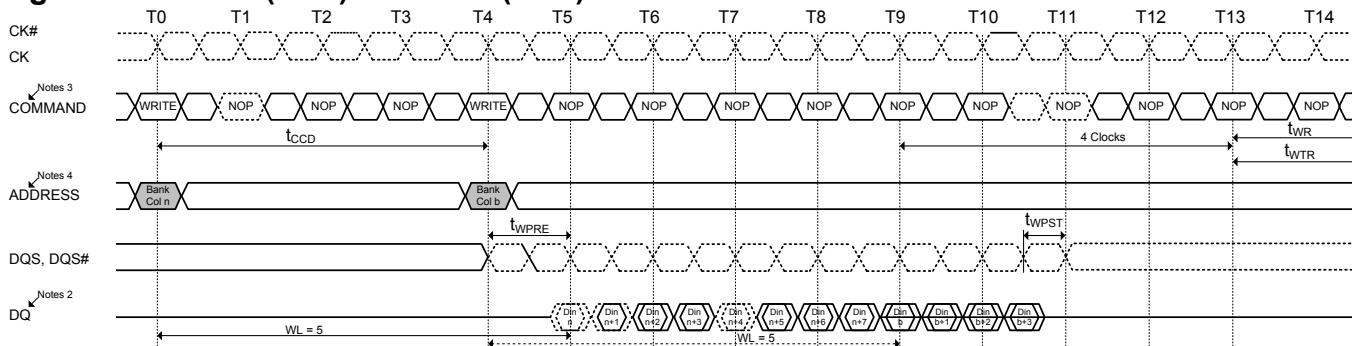 T0 T1 T2 T3 T4 T5 T6 T7 T8 T9 T10 T11 T12 T13 T14
CK#
CK
Notes 3
COMMAND
WRITE NOP NOP NOP WRITE NOP NOP NOP NOP NOP NOP NOP NOP NOP NOP
tCCD
4 Clocks
tWR
tWTR
Notes 4
ADDRESS
Bank Col n
Bank Col b
tWPRE
tWPST
DQS, DQS#
Notes 2
DQ
Din n
Din n+1
Din n+2
Din n+3
Din n+4
Din n+5
Din n+6
Din n+7
Din b
Din b+1
Din b+2
Din b+3
WL = 5
WL = 5